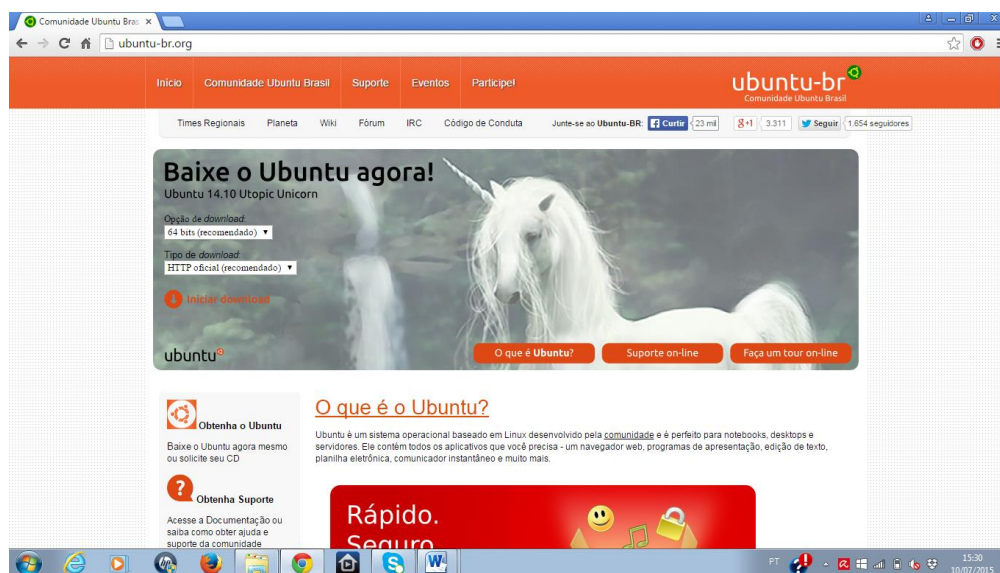 Comunidade Ubuntu Bras
ubuntu-br.org
Início Comunidade Ubuntu Brasil Suporte Eventos Participe!
ubuntu-br
Comunidade Ubuntu Brasil
Times Regionais Planeta Wiki Fórum IRC Código de Conduta Junte-se ao Ubuntu-BR: Curtir 23 mil g+1 3.311 Seguir 1.654 seguidores
Baixe o Ubuntu agora!
Ubuntu 14.10 Utopic Unicorn
Opção de download:
64 bits (recomendado)
Tipo de download:
HTTP oficial (recomendado)
Iniciar download
ubuntu
O que é Ubuntu? Suporte on-line Faça um tour on-line
Obtenha o Ubuntu
Baixe o Ubuntu agora mesmo
ou solicite seu CD
Obtenha Suporte
Acesse a Documentação ou
saiba como obter ajuda e
suporte da comunidade
O que é o Ubuntu?
Ubuntu é um sistema operacional baseado em Linux desenvolvido pela comunidade e é perfeito para notebooks, desktops e
servidores. Ele contém todos os aplicativos que você precisa - um navegador web, programas de apresentação, edição de texto,
planilha eletrônica, comunicador instantâneo e muito mais.
Rápido.
Seguro
PT
15:30
10/07/2015